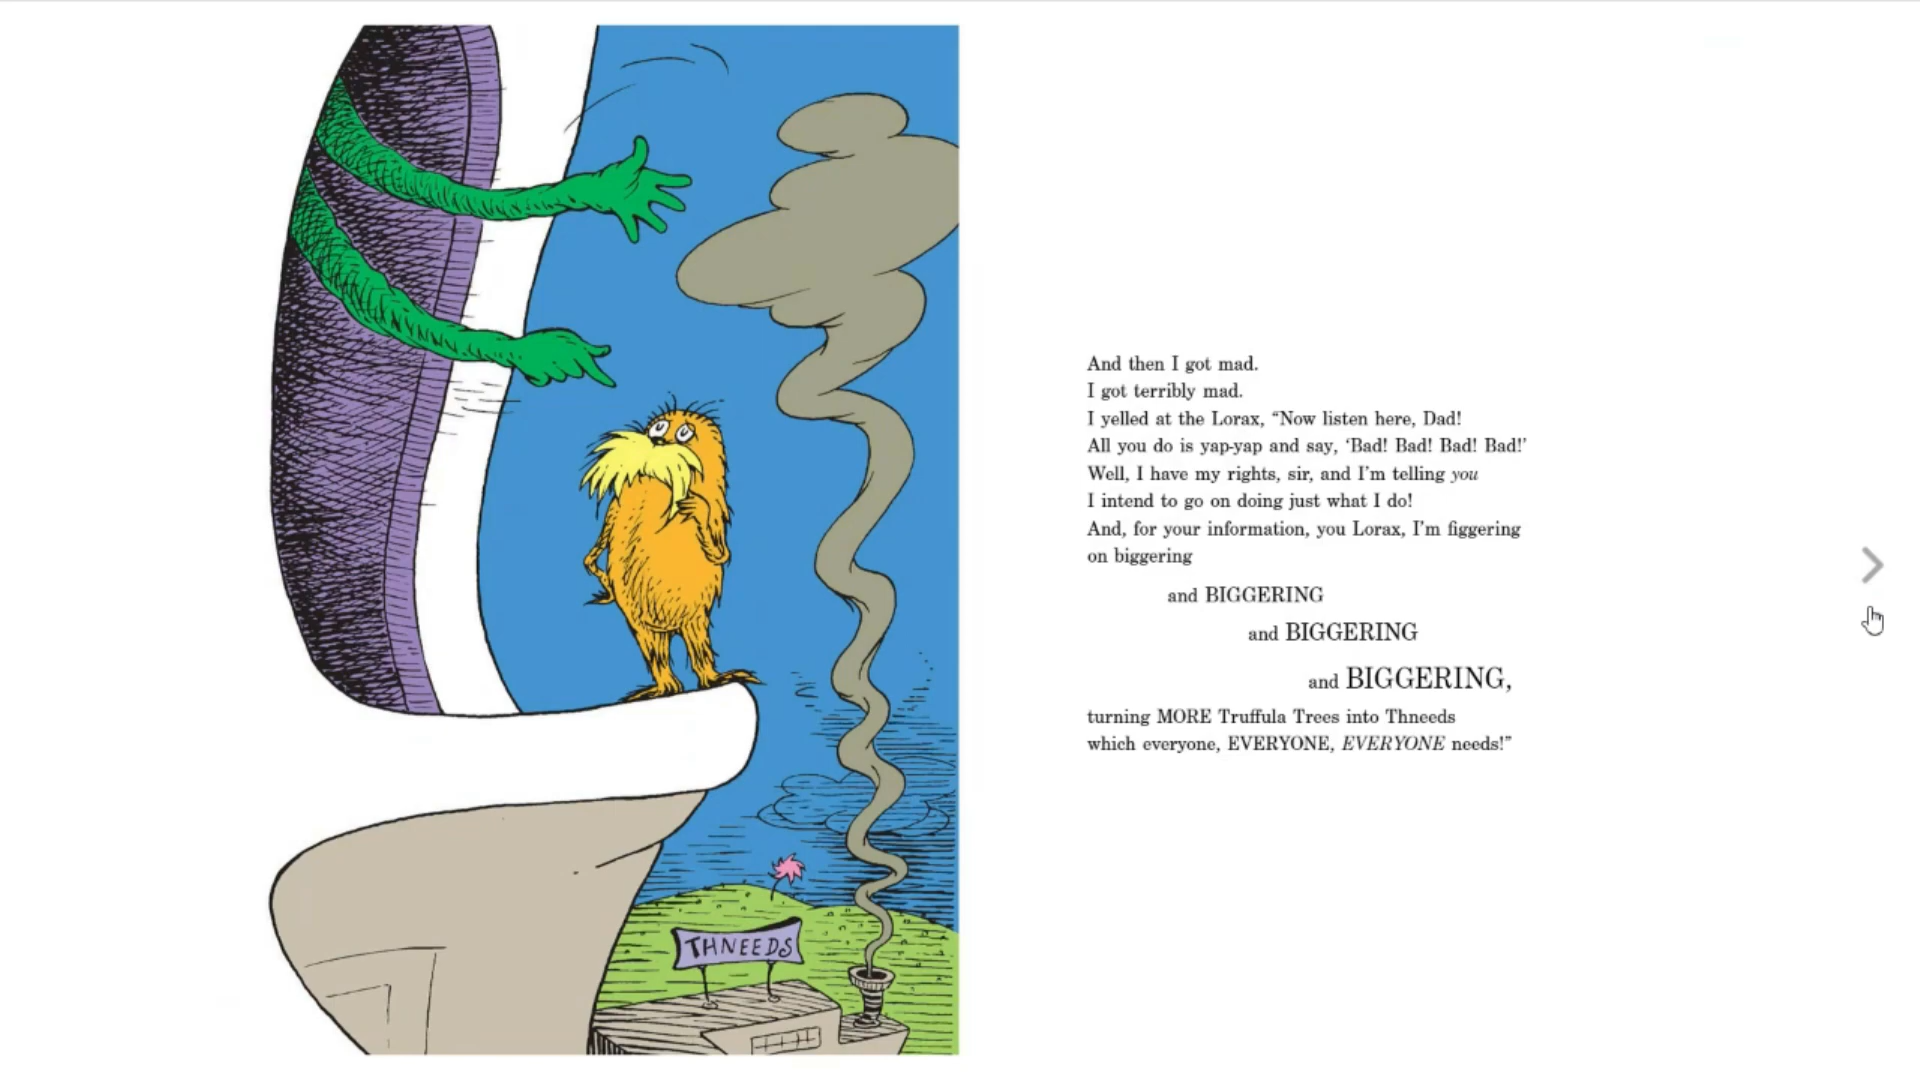 And then I got mad.
I got terribly mad.
I yelled at the Lorax, “Now listen here, Dad!
All you do is yap-yap and say, ‘Bad! Bad! Bad! Bad!’
Well, I have my rights, sir, and I’m telling you
I intend to go on doing just what I do!
And, for your information, you Lorax, I’m figgering
on biggering
and BIGGERING
and BIGGERING
and BIGGERING,
turning MORE Truffula Trees into Thneeds
which everyone, EVERYONE, EVERYONE needs!”
THNEEDS